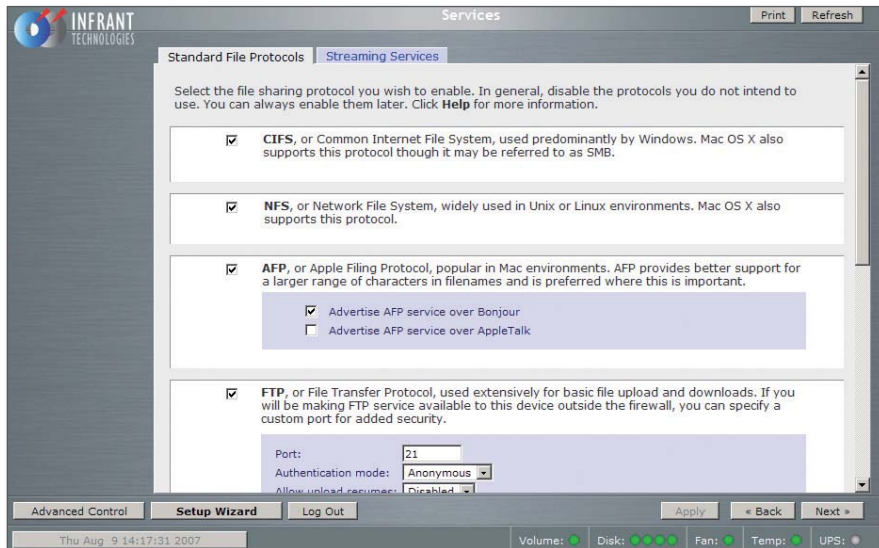 INFRANT
TECHNOLOGIES
Services
Print
Refresh
Standard File Protocols
Streaming Services
Select the file sharing protocol you wish to enable. In general, disable the protocols you do not intend to
use. You can always enable them later. Click Help for more information.
CIFS, or Common Internet File System, used predominantly by Windows. Mac OS X also
supports this protocol though it may be referred to as SMB.
NFS, or Network File System, widely used in Unix or Linux environments. Mac OS X also
supports this protocol.
AFP, or Apple Filing Protocol, popular in Mac environments. AFP provides better support for
a larger range of characters in filenames and is preferred where this is important.
Advertise AFP service over Bonjour
Advertise AFP service over AppleTalk
FTP, or File Transfer Protocol, used extensively for basic file upload and downloads. If you
will be making FTP service available to this device outside the firewall, you can specify a
custom port for added security.
Port: 21
Authentication mode: Anonymous
Allow upload resumes: Disabled
Advanced Control
Setup Wizard
Log Out
Apply
« Back
Next »
Thu Aug 9 14:17:31 2007
Volume:
Disk:
Fan:
Temp:
UPS: